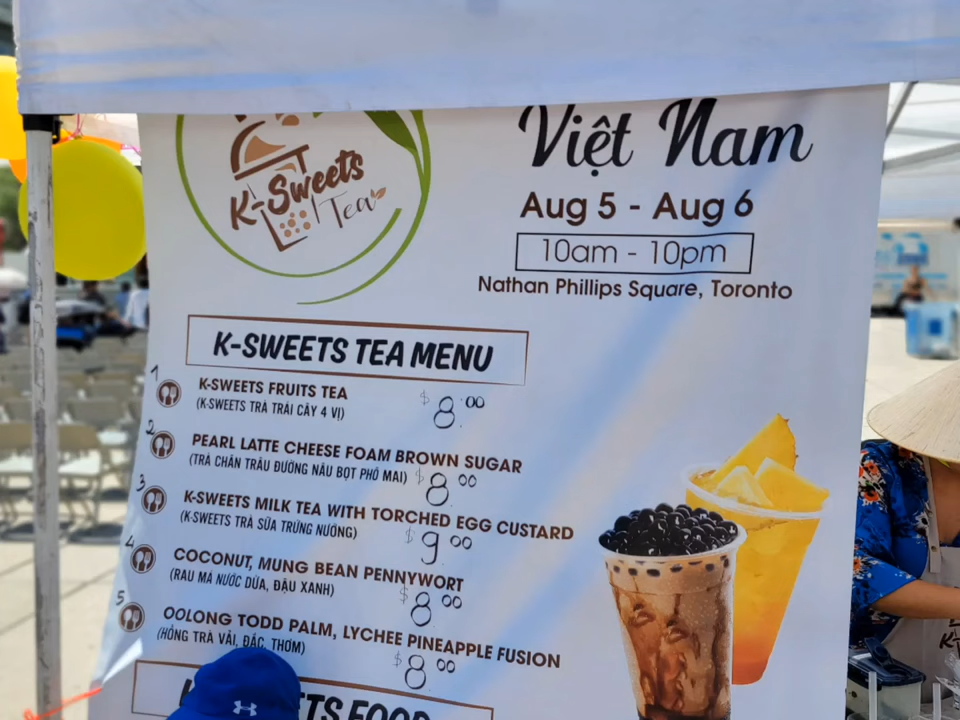 K-Sweets
Tea
Việt Nam
Aug 5 - Aug 6
10am - 10pm
Nathan Phillips Square, Toronto
K-SWEETS TEA MENU
1 K-SWEETS FRUITS TEA
(K-SWEETS TRÀ TRÁI CÂY 4 VỊ) $8.00
2 PEARL LATTE CHEESE FOAM BROWN SUGAR
(TRÀ CHÂN TRÂU ĐƯỜNG NÂU BỌT PHÔ MAI) $8.00
3 K-SWEETS MILK TEA WITH TORCHED EGG CUSTARD
(K-SWEETS TRÀ SỮA TRỨNG NƯỚNG) $9.00
4 COCONUT, MUNG BEAN PENNYWORT
(RAU MÁ NƯỚC DỪA, ĐẬU XANH) $8.00
5 OOLONG TODD PALM, LYCHEE PINEAPPLE FUSION
(HỒNG TRÀ VẢI, ĐÁC, THƠM) $8.00